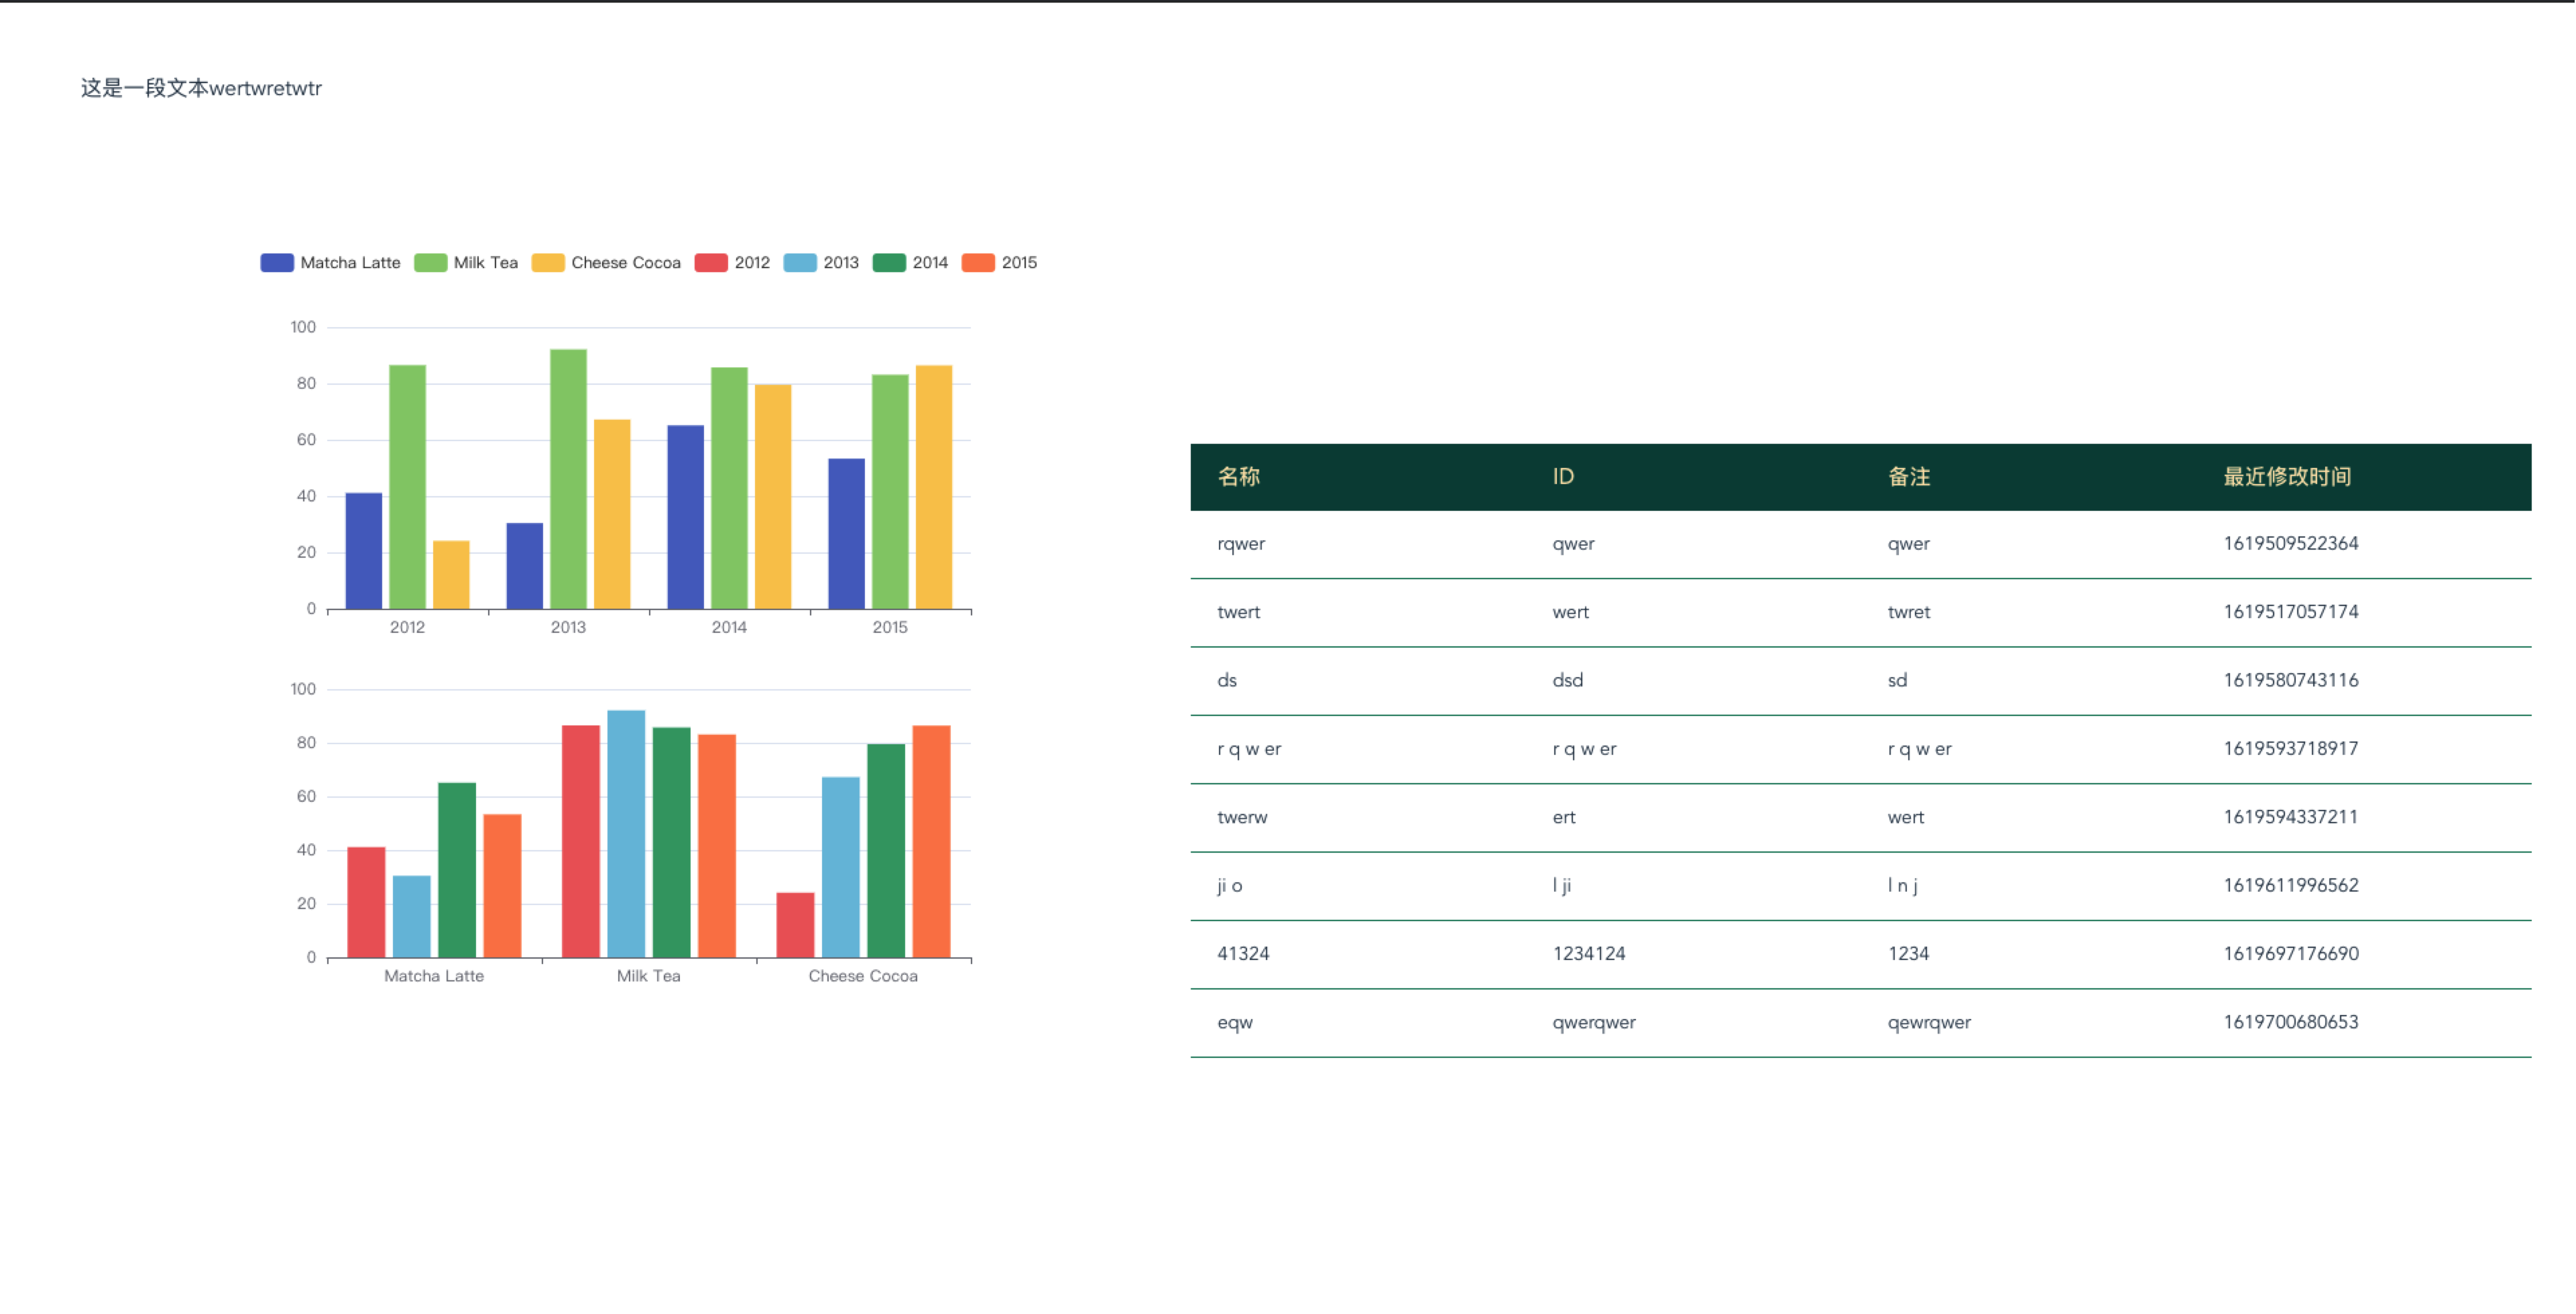 这是一段文本wertwretwtr
Matcha Latte Milk Tea Cheese Cocoa 2012 2013 2014 2015
100
80
60
40
20
0
2012 2013 2014 2015
100
80
60
40
20
0
Matcha Latte Milk Tea Cheese Cocoa
名称 ID 备注 最近修改时间
rqwer qwer qwer 1619509522364
twert wert twret 1619517057174
ds dsd sd 1619580743116
r q w er r q w er r q w er 1619593718917
twerw ert wert 1619594337211
ji o l ji l n j 1619611996562
41324 1234124 1234 1619697176690
eqw qwerqwer qewrqwer 1619700680653